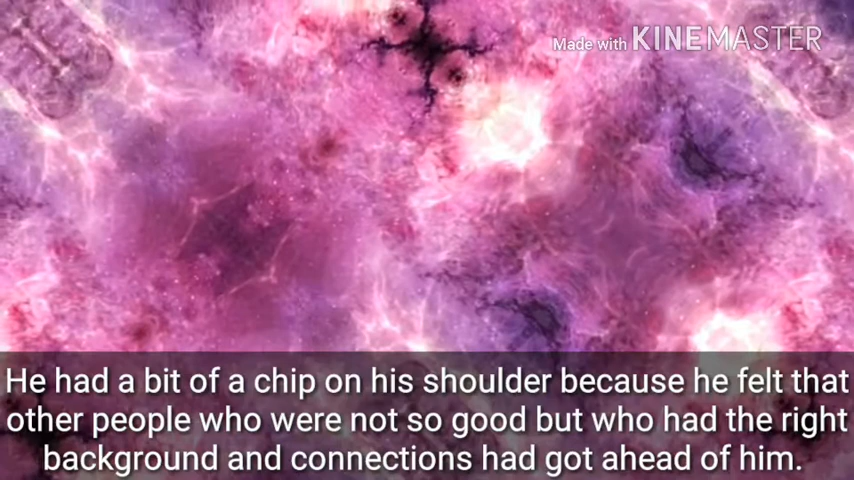 Made with KINEMASTER
He had a bit of a chip on his shoulder because he felt that
other people who were not so good but who had the right
background and connections had got ahead of him.